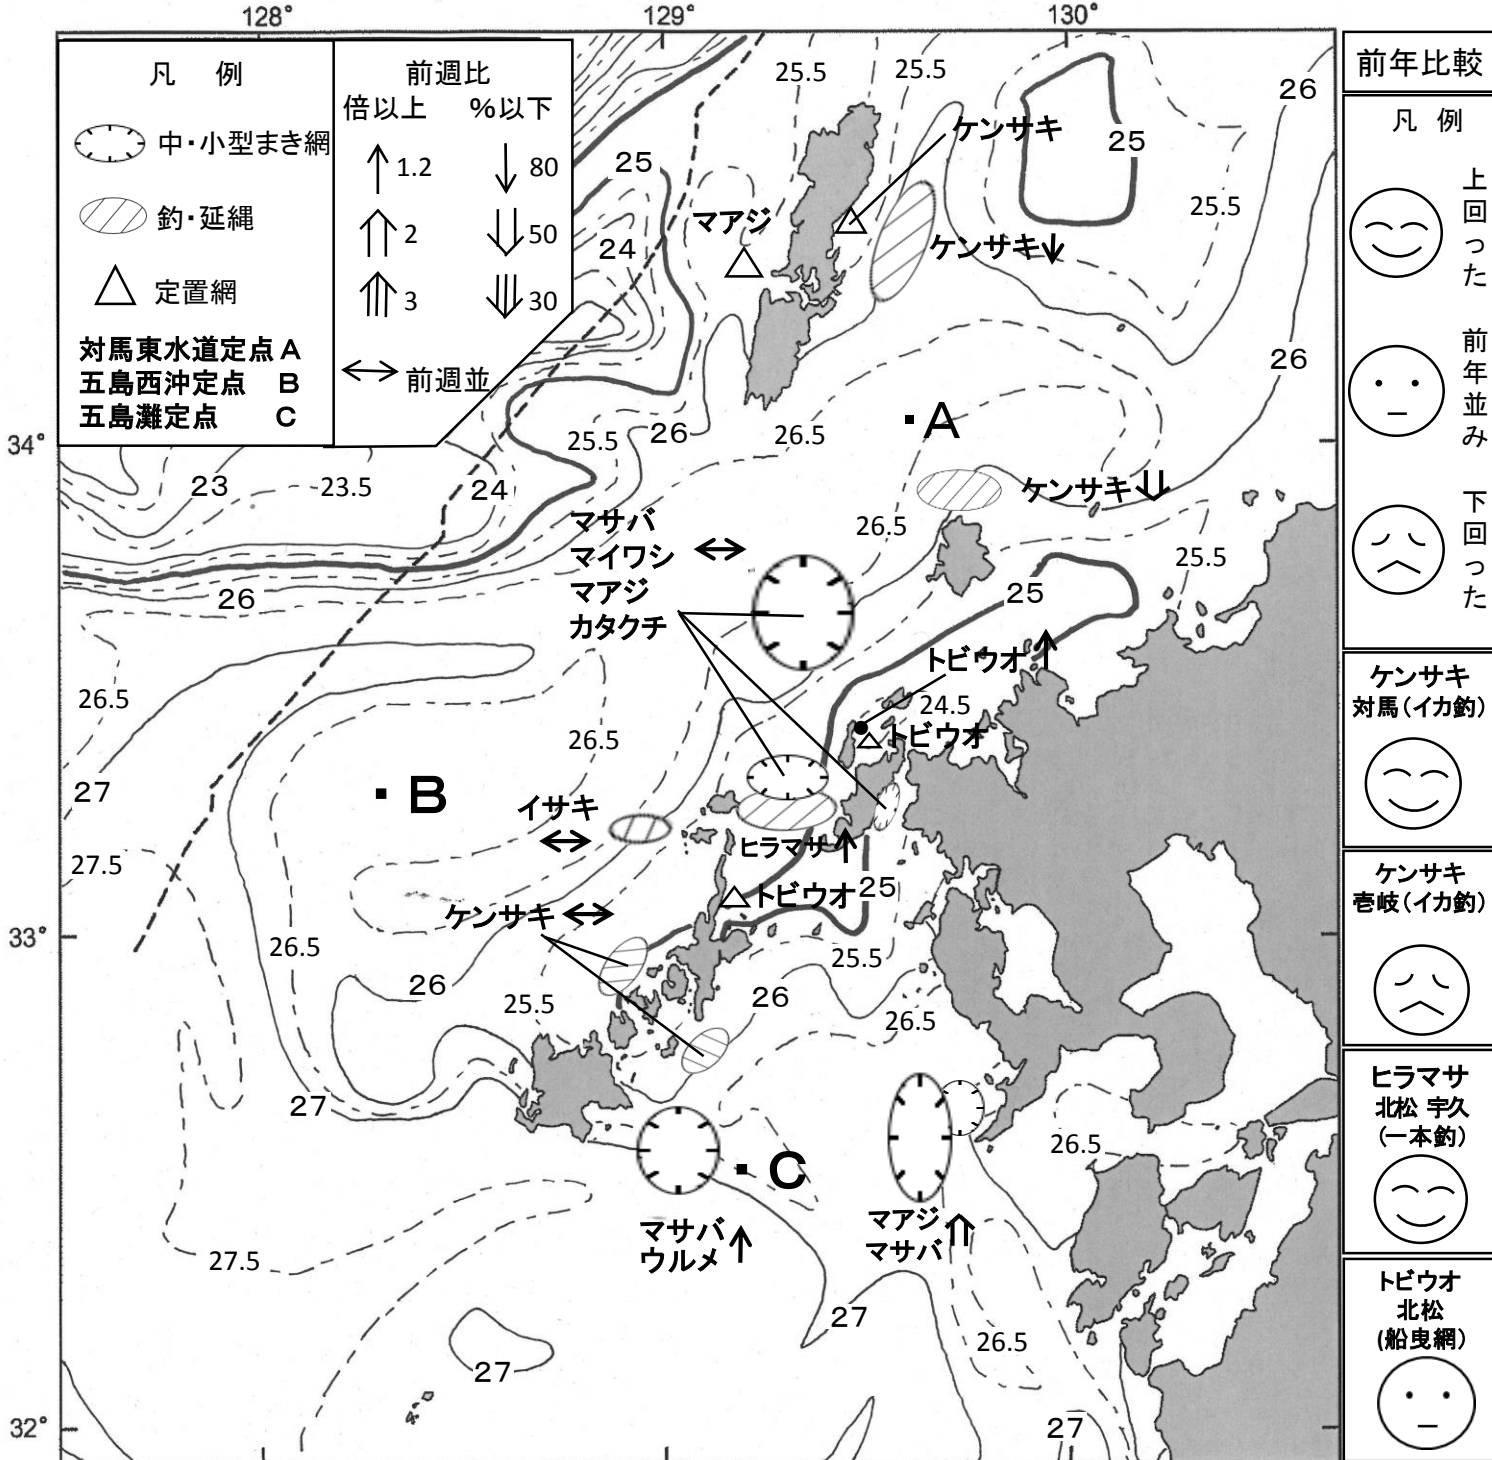 128°
129°
130°
凡 例
中・小型まき網
釣・延縄
定置網
対馬東水道定点 A
五島西沖定点 B
五島灘定点 C
前週比
倍以上 %以下
1.2 80
2 50
3 30
前週並
前年比較
凡 例
上回った
前年並み
下回った
ケンサキ
対馬(イカ釣)
ケンサキ
壱岐(イカ釣)
ヒラマサ
北松 宇久
(一本釣)
トビウオ
北松
(船曳網)
25.5
25.5
26
ケンサキ
25
25
25.5
マアジ
24
ケンサキ
26
34°
25.5
26
26.5
A
23
23.5
24
ケンサキ
マサバ
マイワシ
マアジ
カタクチ
26.5
25.5
26
25
トビウオ
26.5
24.5
26.5
トビウオ
27
B
イサキ
ヒラマサ
27.5
トビウオ
25
ケンサキ
33°
26.5
25.5
26
25.5
26
26.5
27
26.5
C
マサバ
ウルメ
マアジ
マサバ
27.5
27
26.5
27
32°
27